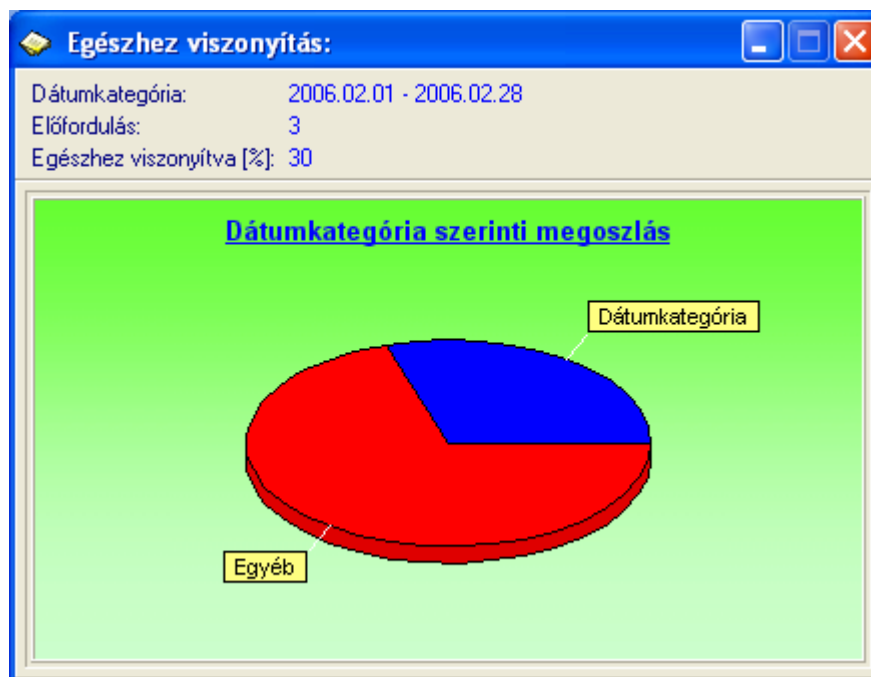 Egészhez viszonyítás:
Dátumkategória: 2006.02.01 - 2006.02.28
Előfordulás: 3
Egészhez viszonyítva [%]: 30
Dátumkategória szerinti megoszlás
Dátumkategória
Egyéb